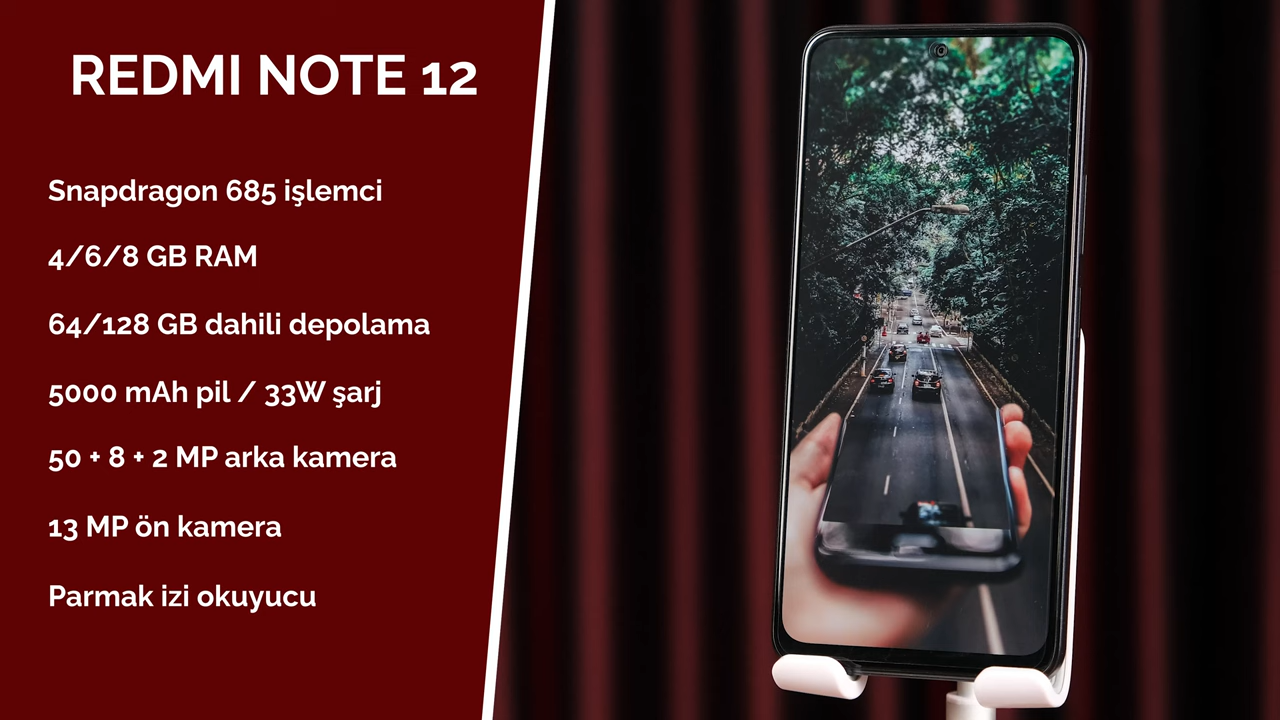 REDMI NOTE 12
Snapdragon 685 işlemci
4/6/8 GB RAM
64/128 GB dahili depolama
5000 mAh pil / 33W şarj
50 + 8 + 2 MP arka kamera
13 MP ön kamera
Parmak izi okuyucu